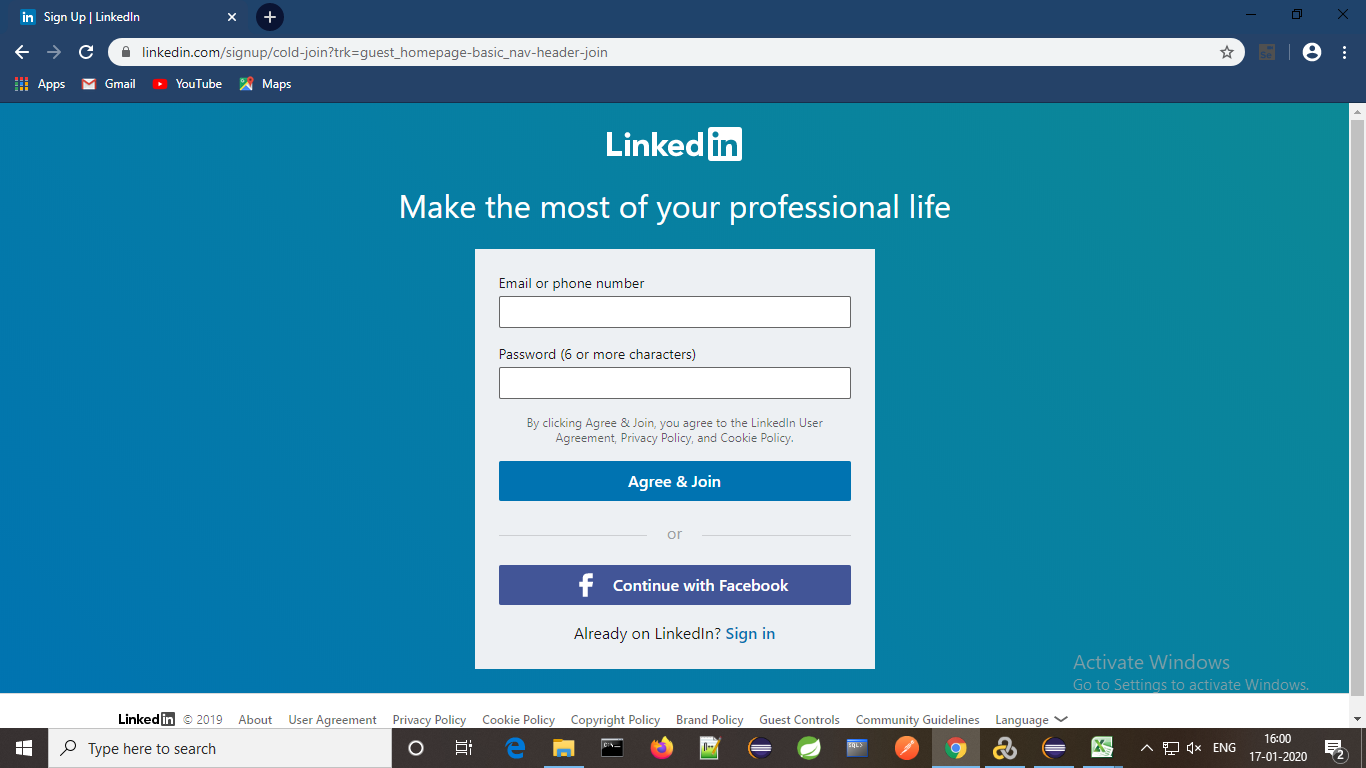 Sign Up | LinkedIn
linkedin.com/signup/cold-join?trk=guest_homepage-basic_nav-header-join
Apps Gmail YouTube Maps
Linked in
Make the most of your professional life
Email or phone number
Password (6 or more characters)
By clicking Agree & Join, you agree to the LinkedIn User
Agreement, Privacy Policy, and Cookie Policy.
Agree & Join
or
f Continue with Facebook
Already on LinkedIn? Sign in
Activate Windows
Go to Settings to activate Windows.
Linked in © 2019 About User Agreement Privacy Policy Cookie Policy Copyright Policy Brand Policy Guest Controls Community Guidelines Language
Type here to search
ENG
16:00
17-01-2020
2